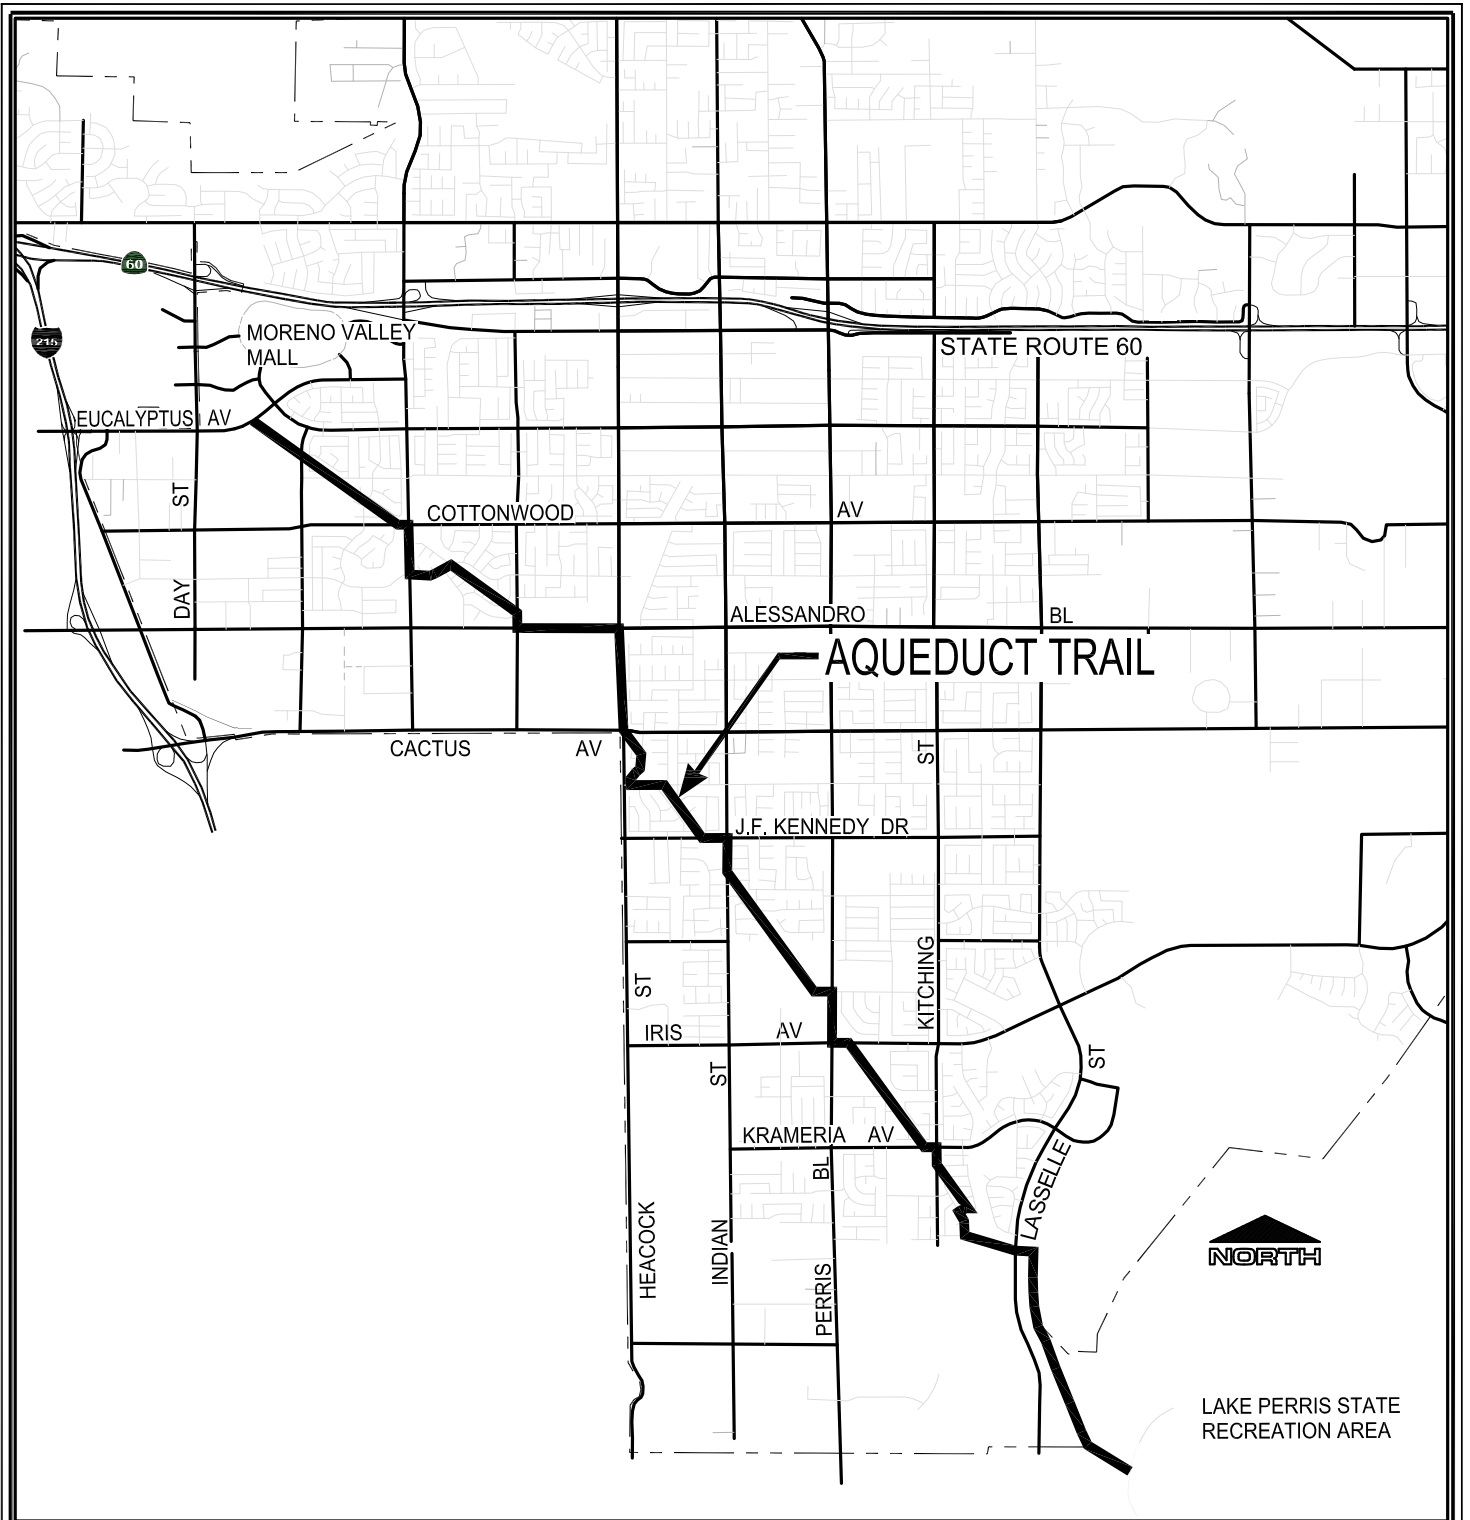 60
215
MORENO VALLEY
MALL
STATE ROUTE 60
EUCALYPTUS AV
DAY ST
COTTONWOOD AV
ALESSANDRO BL
AQUEDUCT TRAIL
CACTUS AV
ST
J.F. KENNEDY DR
KITCHING
ST
IRIS AV
ST
ST
KRAMERIA AV
BL
LASSELLE
HEACOCK
INDIAN
PERRIS
NORTH
LAKE PERRIS STATE
RECREATION AREA